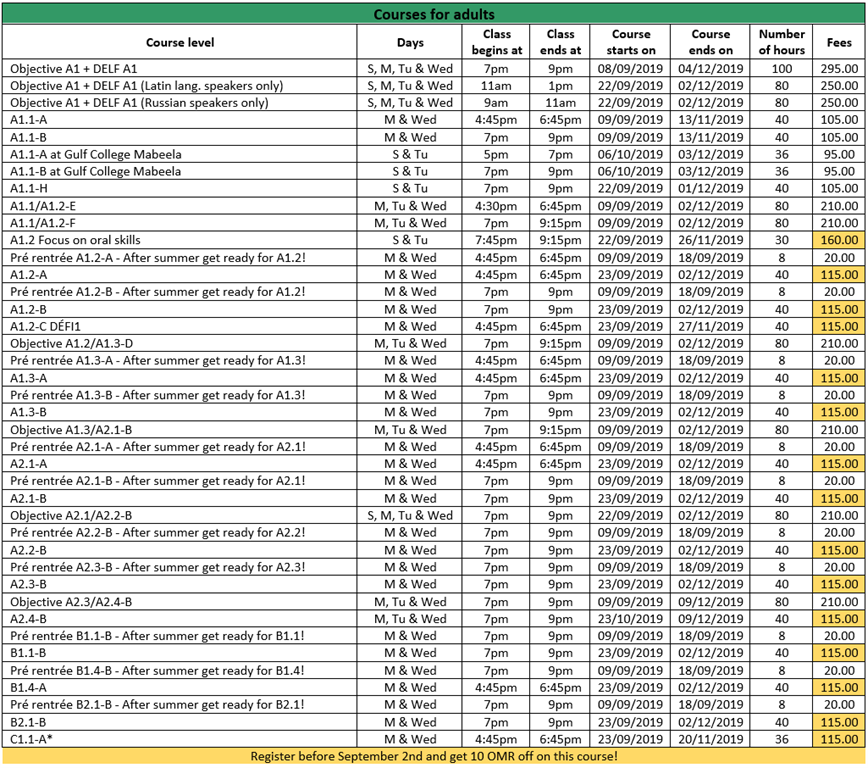 Courses for adults
Course level Days Class begins at Class ends at Course starts on Course ends on Number of hours Fees
Objective A1 + DELF A1 S, M, Tu & Wed 7pm 9pm 08/09/2019 04/12/2019 100 295.00
Objective A1 + DELF A1 (Latin lang. speakers only) S, M, Tu & Wed 11am 1pm 22/09/2019 02/12/2019 80 250.00
Objective A1 + DELF A1 (Russian speakers only) S, M, Tu & Wed 9am 11am 22/09/2019 02/12/2019 80 250.00
A1.1-A M & Wed 4:45pm 6:45pm 09/09/2019 13/11/2019 40 105.00
A1.1-B M & Wed 7pm 9pm 09/09/2019 13/11/2019 40 105.00
A1.1-A at Gulf College Mabeela S & Tu 5pm 7pm 06/10/2019 03/12/2019 36 95.00
A1.1-B at Gulf College Mabeela S & Tu 7pm 9pm 06/10/2019 03/12/2019 36 95.00
A1.1-H S & Tu 7pm 9pm 22/09/2019 01/12/2019 40 105.00
A1.1/A1.2-E M, Tu & Wed 4:30pm 6:45pm 09/09/2019 02/12/2019 80 210.00
A1.1/A1.2-F M, Tu & Wed 7pm 9:15pm 09/09/2019 02/12/2019 80 210.00
A1.2 Focus on oral skills S & Tu 7:45pm 9:15pm 22/09/2019 26/11/2019 30 160.00
Pré rentrée A1.2-A - After summer get ready for A1.2! M & Wed 4:45pm 6:45pm 09/09/2019 18/09/2019 8 20.00
A1.2-A M & Wed 4:45pm 6:45pm 23/09/2019 02/12/2019 40 115.00
Pré rentrée A1.2-B - After summer get ready for A1.2! M & Wed 7pm 9pm 09/09/2019 18/09/2019 8 20.00
A1.2-B M & Wed 7pm 9pm 23/09/2019 02/12/2019 40 115.00
A1.2-C DÉFI1 M & Wed 4:45pm 6:45pm 23/09/2019 27/11/2019 40 115.00
Objective A1.2/A1.3-D M, Tu & Wed 7pm 9:15pm 09/09/2019 02/12/2019 80 210.00
Pré rentrée A1.3-A - After summer get ready for A1.3! M & Wed 4:45pm 6:45pm 09/09/2019 18/09/2019 8 20.00
A1.3-A M & Wed 4:45pm 6:45pm 23/09/2019 02/12/2019 40 115.00
Pré rentrée A1.3-B - After summer get ready for A1.3! M & Wed 7pm 9pm 09/09/2019 18/09/2019 8 20.00
A1.3-B M & Wed 7pm 9pm 23/09/2019 02/12/2019 40 115.00
Objective A1.3/A2.1-B M, Tu & Wed 7pm 9:15pm 09/09/2019 02/12/2019 80 210.00
Pré rentrée A2.1-A - After summer get ready for A2.1! M & Wed 4:45pm 6:45pm 09/09/2019 18/09/2019 8 20.00
A2.1-A M & Wed 4:45pm 6:45pm 23/09/2019 02/12/2019 40 115.00
Pré rentrée A2.1-B - After summer get ready for A2.1! M & Wed 7pm 9pm 09/09/2019 18/09/2019 8 20.00
A2.1-B M & Wed 7pm 9pm 23/09/2019 02/12/2019 40 115.00
Objective A2.1/A2.2-B S, M, Tu & Wed 7pm 9pm 22/09/2019 02/12/2019 80 210.00
Pré rentrée A2.2-B - After summer get ready for A2.2! M & Wed 7pm 9pm 09/09/2019 18/09/2019 8 20.00
A2.2-B M & Wed 7pm 9pm 23/09/2019 02/12/2019 40 115.00
Pré rentrée A2.3-B - After summer get ready for A2.3! M & Wed 7pm 9pm 09/09/2019 18/09/2019 8 20.00
A2.3-B M & Wed 7pm 9pm 23/09/2019 02/12/2019 40 115.00
Objective A2.3/A2.4-B M, Tu & Wed 7pm 9pm 09/09/2019 09/12/2019 80 210.00
A2.4-B M, Tu & Wed 7pm 9pm 23/10/2019 09/12/2019 40 115.00
Pré rentrée B1.1-B - After summer get ready for B1.1! M & Wed 7pm 9pm 09/09/2019 18/09/2019 8 20.00
B1.1-B M & Wed 7pm 9pm 23/09/2019 02/12/2019 40 115.00
Pré rentrée B1.4-B - After summer get ready for B1.4! M & Wed 7pm 9pm 09/09/2019 18/09/2019 8 20.00
B1.4-A M & Wed 4:45pm 6:45pm 23/09/2019 02/12/2019 40 115.00
Pré rentrée B2.1-B - After summer get ready for B2.1! M & Wed 7pm 9pm 09/09/2019 18/09/2019 8 20.00
B2.1-B M & Wed 7pm 9pm 23/09/2019 02/12/2019 40 115.00
C1.1-A* M & Wed 4:45pm 6:45pm 23/09/2019 20/11/2019 36 115.00
Register before September 2nd and get 10 OMR off on this course!